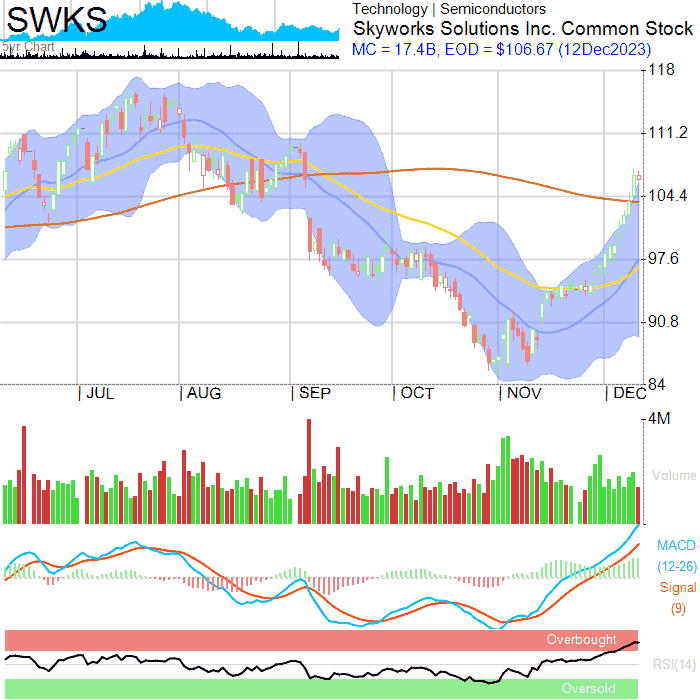 SWKS
5yr Chart
Technology | Semiconductors
Skyworks Solutions Inc. Common Stock
MC = 17.4B, EOD = $106.67 (12Dec2023)
118
111.2
104.4
97.6
90.8
84
| JUL | AUG | SEP | OCT | NOV | DEC
4M
Volume
MACD
(12-26)
Signal
(9)
Overbought
RSI(14)
Oversold